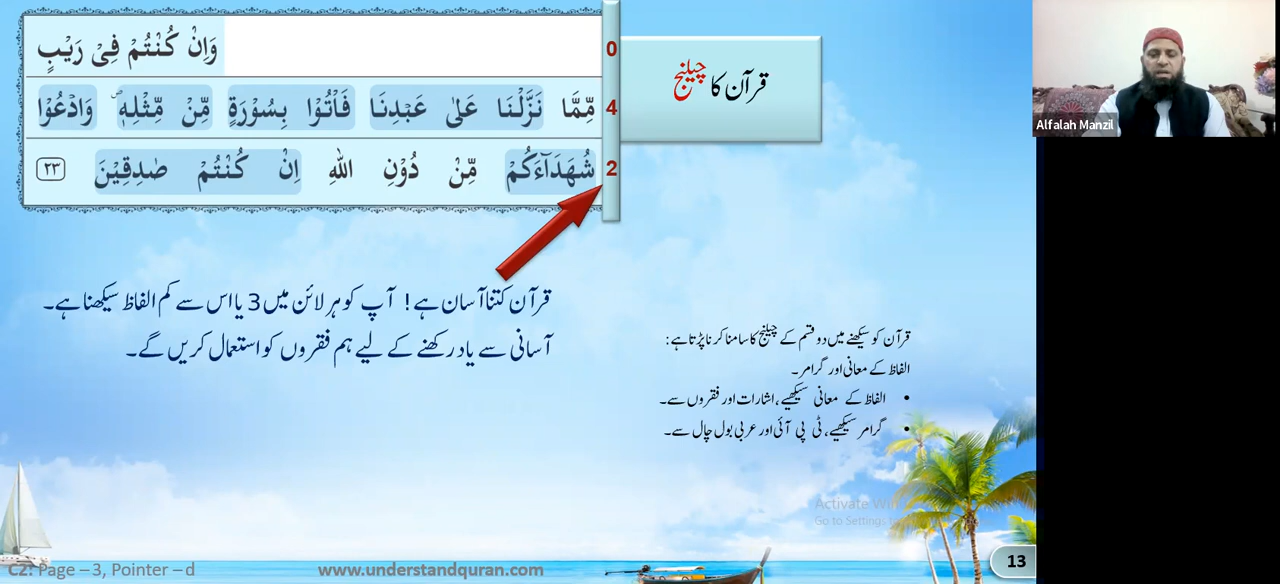 وَاِنْ كُنْتُمْ فِیْ رَیْبٍ
مِّمَّا نَزَّلْنَا عَلٰی عَبْدِنَا فَاْتُوْا بِسُوْرَةٍ مِّنْ مِّثْلِهٖ ۪ وَادْعُوْا
شُهَدَآءَكُمْ مِّنْ دُوْنِ اللهِ اِنْ كُنْتُمْ صٰدِقِیْنَ ﴿۲۳﴾
0
4
2
قرآن کا چیلنج
Alfalah Manzil
قرآن کتنا آسان ہے! آپ کو ہر لائن میں 3 یا اس سے کم الفاظ سیکھنا ہے۔
آسانی سے یاد رکھنے کے لیے ہم فقروں کو استعمال کریں گے۔
قرآن کو سیکھنے میں دو قسم کے چیلنج کا سامنا کرنا پڑتا ہے:
الفاظ کے معانی اور گرامر۔
• الفاظ کے معانی سیکھیے، اشارات اور فقروں سے۔
• گرامر سیکھیے، ٹی پی آئی اور عربی بول چال سے۔
Activate Wi
Go to Settings
C2: Page – 3, Pointer – d
www.understandquran.com
13